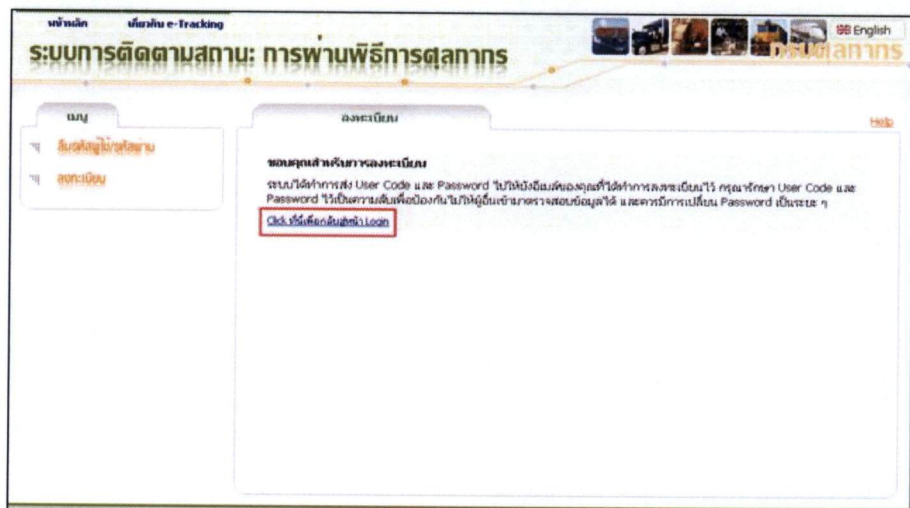 หน้าหลัก เกี่ยวกับ e-Tracking
English
ระบบการติดตามสถานะ การผ่านพิธีการศุลกากร
กรมศุลกากร
เมนู
ลืมรหัสผู้ใช้/รหัสผ่าน
ลงทะเบียน
ลงทะเบียน
Help
ขอบคุณสำหรับการลงทะเบียน
ระบบได้ทำการส่ง User Code และ Password ไปให้ยังอีเมล์ของคุณที่ได้ทำการลงทะเบียนไว้ กรุณารักษา User Code และ
Password ไว้เป็นความลับเพื่อป้องกันไม่ให้ผู้อื่นเข้ามาตรวจสอบข้อมูลได้ และควรมีการเปลี่ยน Password เป็นระยะ ๆ
Click ที่นี่เพื่อกลับสู่หน้า Login